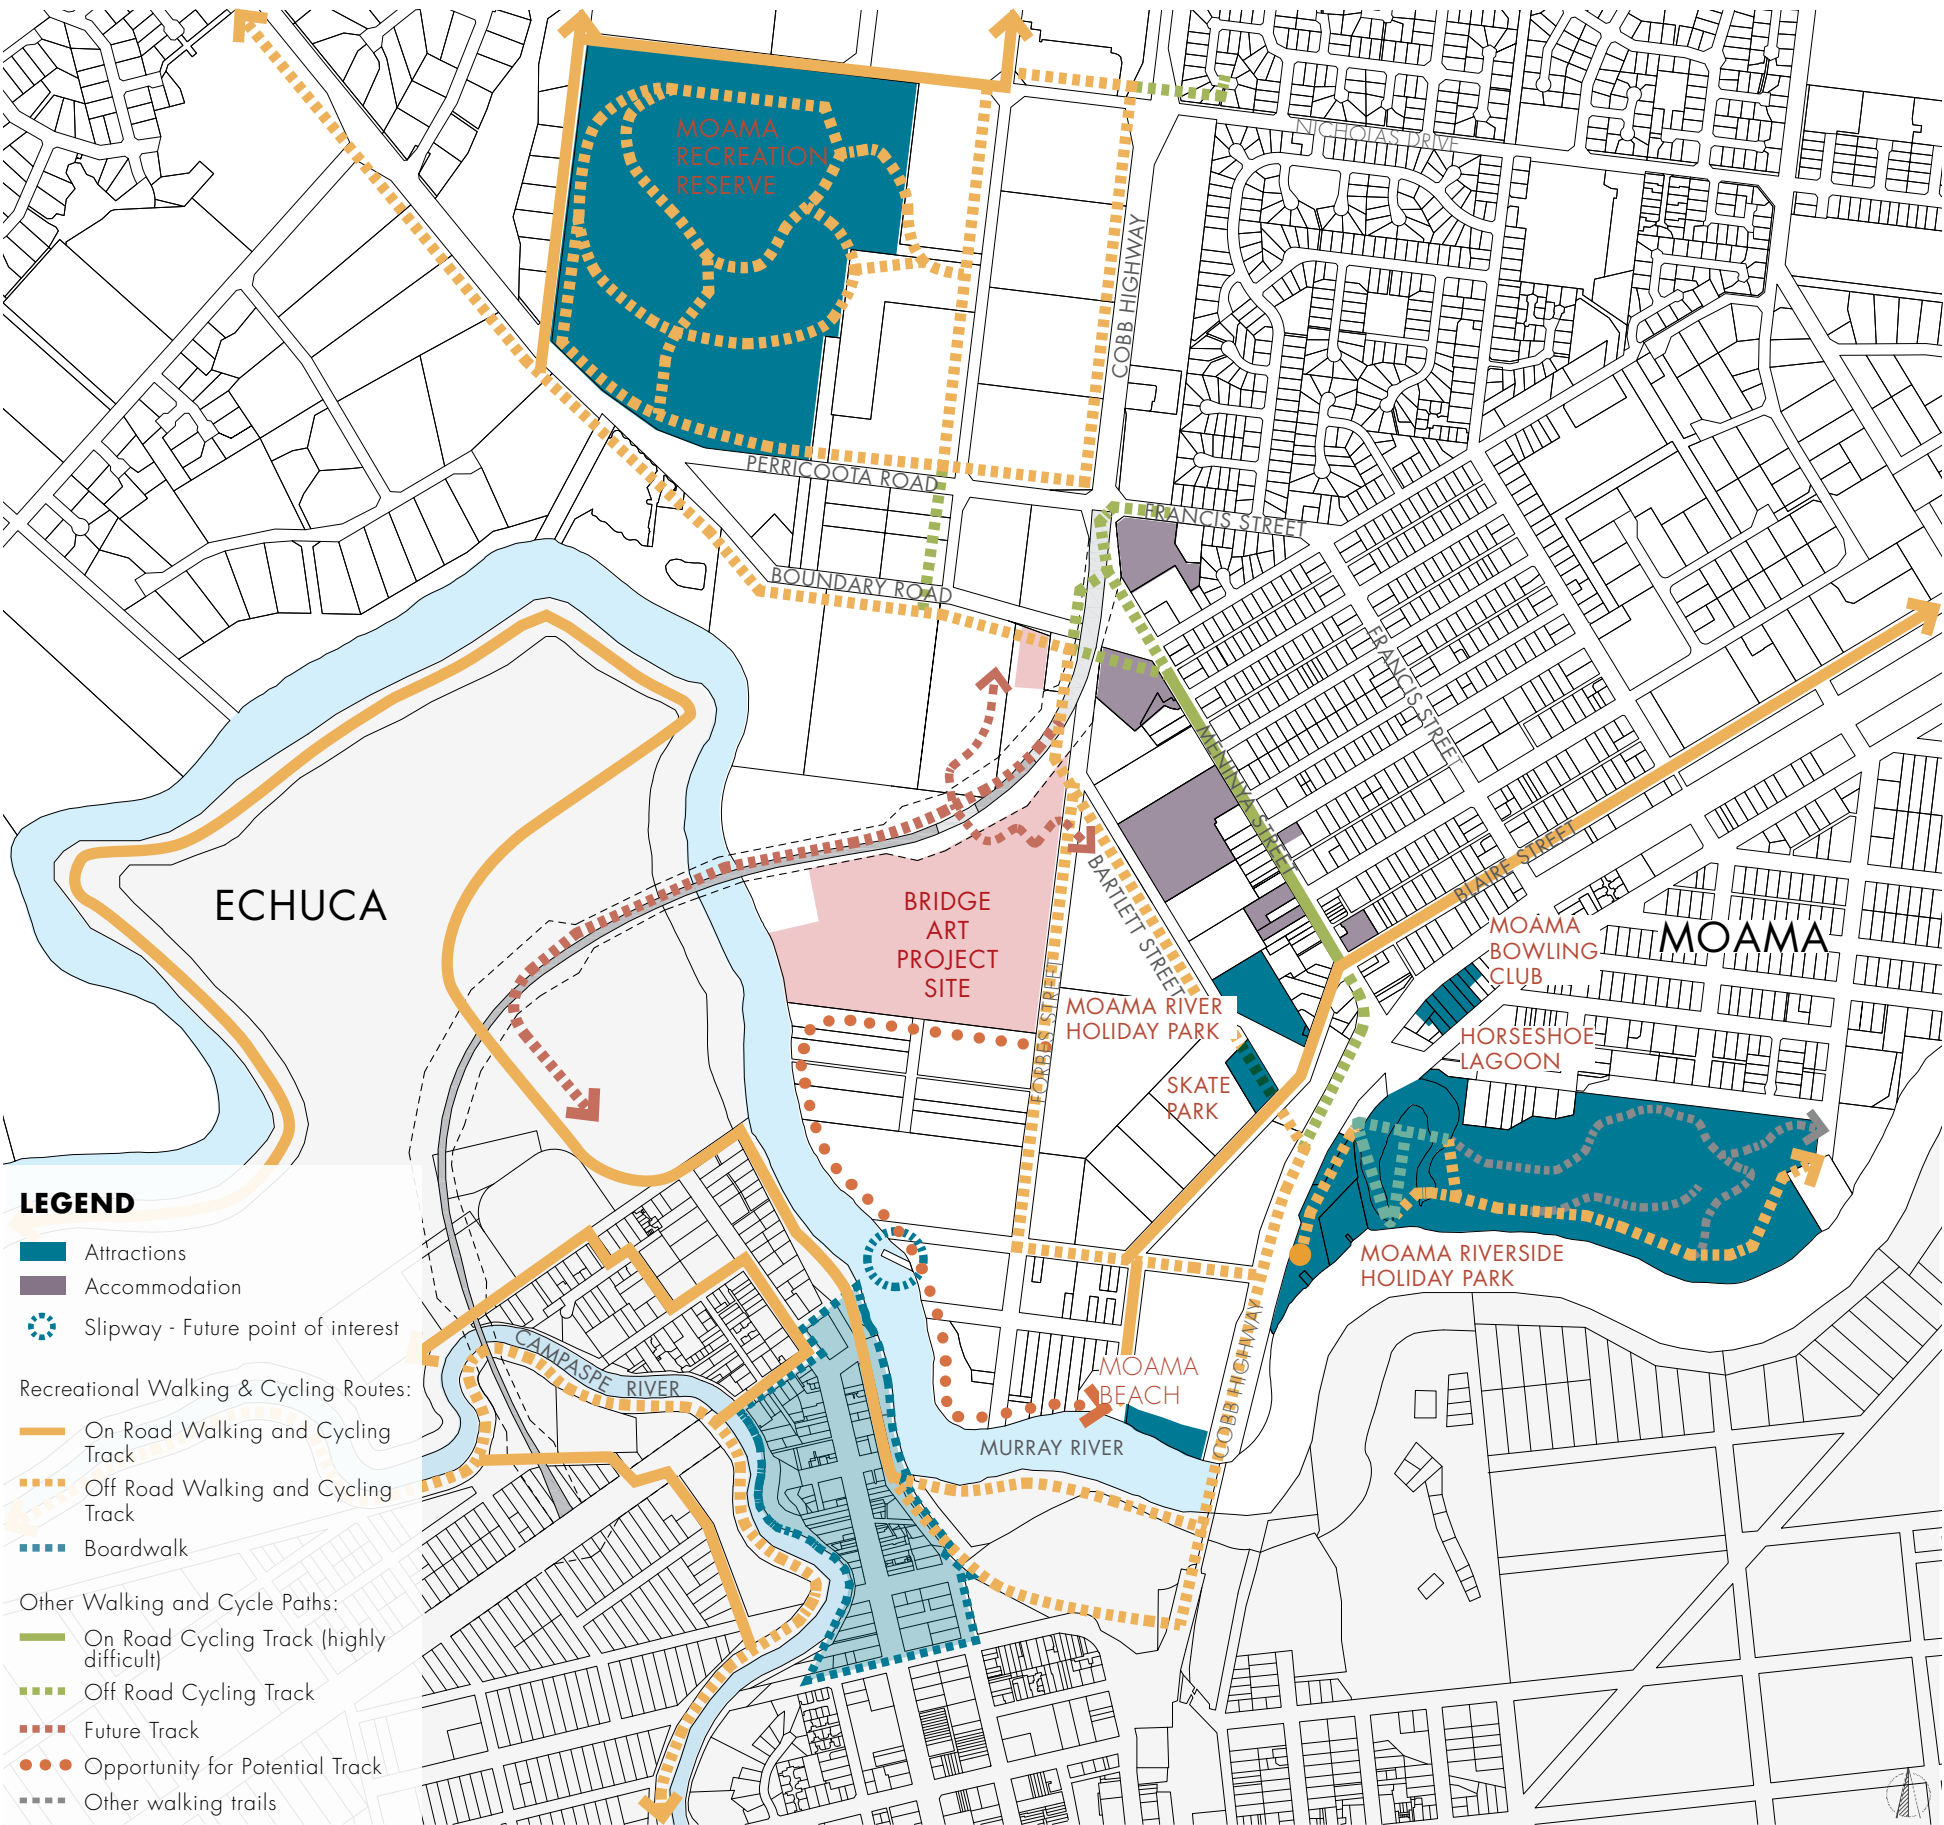 MOAMA
RECREATION
RESERVE
NICHOLAS DRIVE
COBB HIGHWAY
PERRICOOTA ROAD
FRANCIS STREET
BOUNDARY ROAD
FRANCIS STREET
MENINYA STREET
BLAIRE STREET
BARTLETT STREET
ECHUCA
BRIDGE
ART
PROJECT
SITE
MOAMA
BOWLING
CLUB
MOAMA
MOAMA RIVER
HOLIDAY PARK
HORSESHOE
LAGOON
FORBES STREET
SKATE
PARK
MOAMA RIVERSIDE
HOLIDAY PARK
CAMPASPE RIVER
MOAMA
BEACH
COBB HIGHWAY
MURRAY RIVER
LEGEND
Attractions
Accommodation
Slipway - Future point of interest
Recreational Walking & Cycling Routes:
On Road Walking and Cycling
Track
Off Road Walking and Cycling
Track
Boardwalk
Other Walking and Cycle Paths:
On Road Cycling Track (highly
difficult)
Off Road Cycling Track
Future Track
Opportunity for Potential Track
Other walking trails